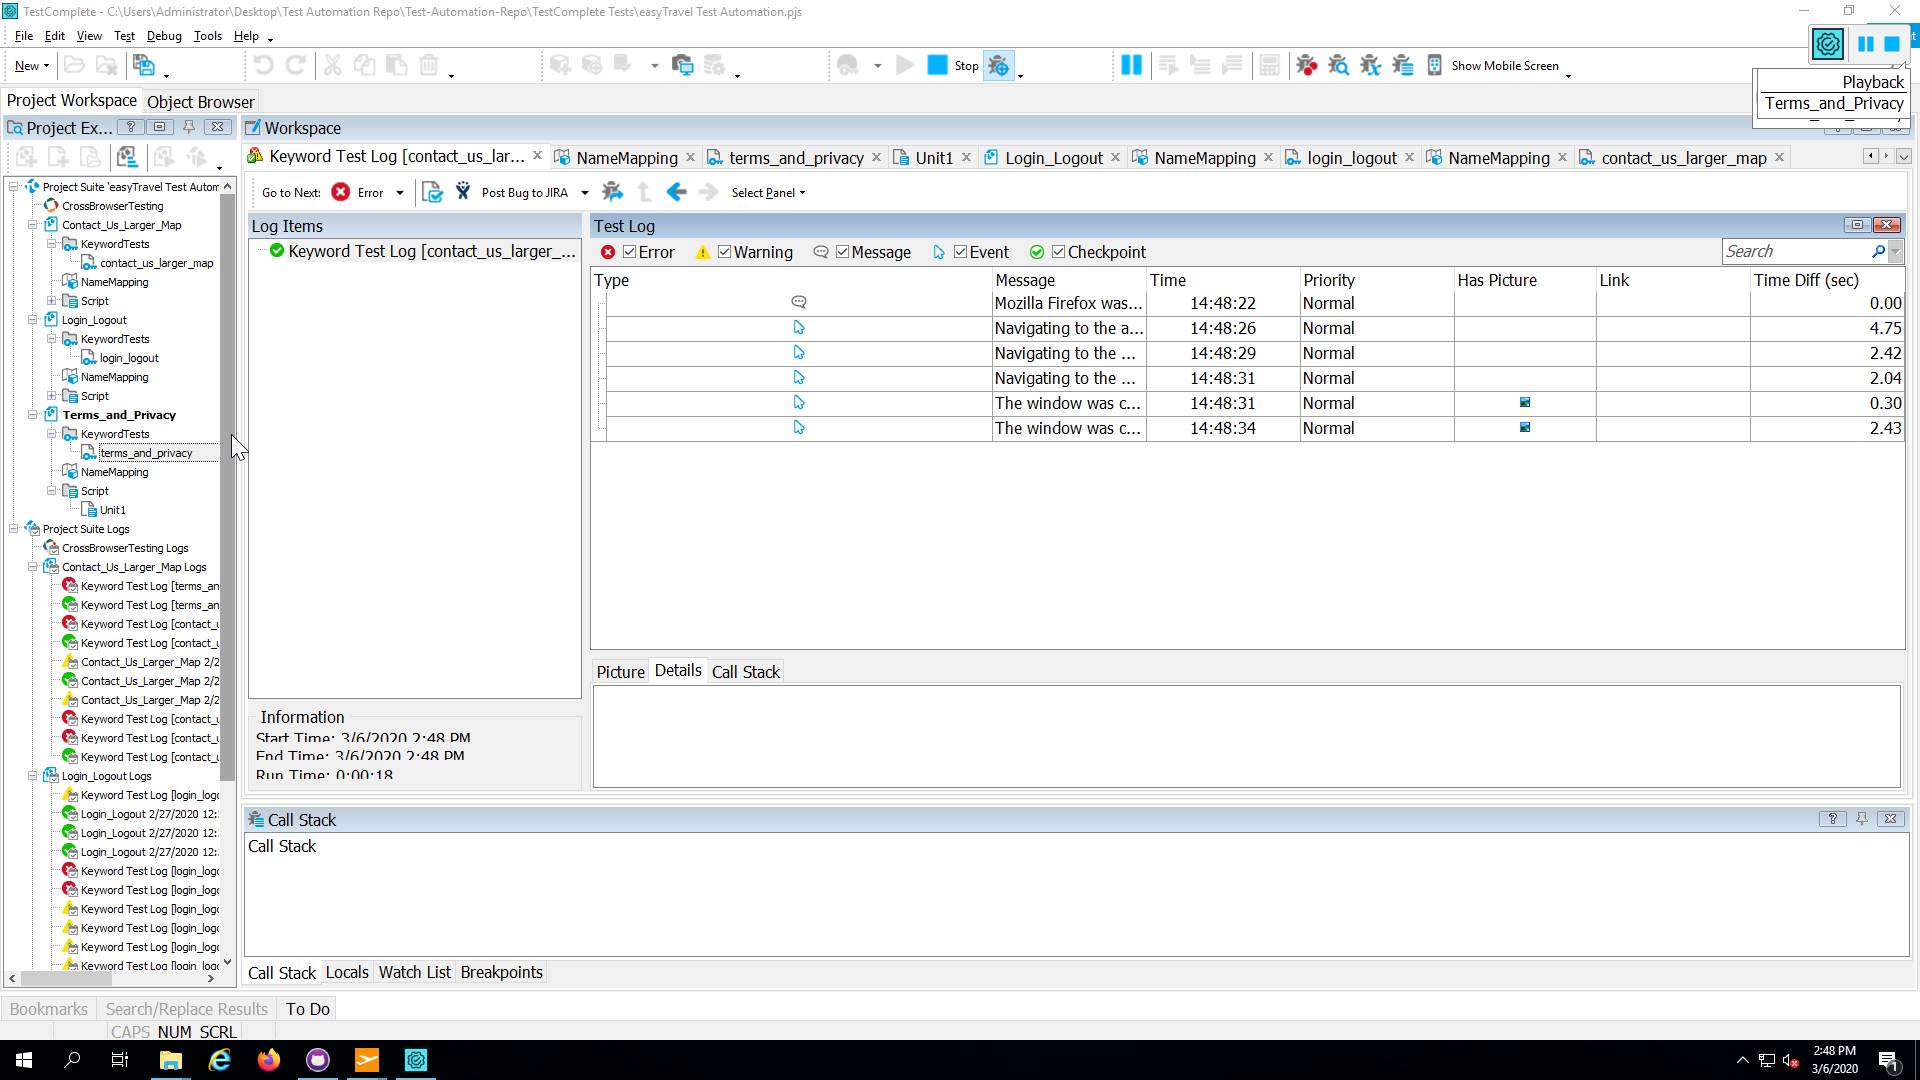 TestComplete - C:\Users\Administrator\Desktop\Test Automation Repo\Test-Automation-Repo\TestComplete Tests\easyTravel Test Automation.pjs
File Edit View Test Debug Tools Help
New Stop Show Mobile Screen
Playback
Terms_and_Privacy
Project Workspace Object Browser
Project Ex... ?
Project Suite 'easyTravel Test Autom
CrossBrowserTesting
Contact_Us_Larger_Map
KeywordTests
contact_us_larger_map
NameMapping
Script
Login_Logout
KeywordTests
login_logout
NameMapping
Script
Terms_and_Privacy
KeywordTests
terms_and_privacy
NameMapping
Script
Unit1
Project Suite Logs
CrossBrowserTesting Logs
Contact_Us_Larger_Map Logs
Keyword Test Log [terms_an
Keyword Test Log [terms_an
Keyword Test Log [contact_u
Keyword Test Log [contact_u
Contact_Us_Larger_Map 2/2
Contact_Us_Larger_Map 2/2
Contact_Us_Larger_Map 2/2
Keyword Test Log [contact_u
Keyword Test Log [contact_u
Keyword Test Log [contact_u
Login_Logout Logs
Keyword Test Log [login_logo
Login_Logout 2/27/2020 12:
Login_Logout 2/27/2020 12:
Login_Logout 2/27/2020 12:
Keyword Test Log [login_logo
Keyword Test Log [login_logo
Keyword Test Log [login_logo
Keyword Test Log [login_logo
Keyword Test Log [login_logo
Keyword Test Log [login_logo
Workspace
Keyword Test Log [contact_us_lar... NameMapping terms_and_privacy Unit1 Login_Logout NameMapping login_logout NameMapping contact_us_larger_map
Go to Next: Error Post Bug to JIRA Select Panel
Log Items
Keyword Test Log [contact_us_larger_...
Information
Start Time: 3/6/2020 2:48 PM
End Time: 3/6/2020 2:48 PM
Run Time: 0:00:18
Test Log
Error Warning Message Event Checkpoint Search
Type Message Time Priority Has Picture Link Time Diff (sec)
Mozilla Firefox was... 14:48:22 Normal 0.00
Navigating to the a... 14:48:26 Normal 4.75
Navigating to the ... 14:48:29 Normal 2.42
Navigating to the ... 14:48:31 Normal 2.04
The window was c... 14:48:31 Normal 0.30
The window was c... 14:48:34 Normal 2.43
Picture Details Call Stack
Call Stack ?
Call Stack
Call Stack Locals Watch List Breakpoints
Bookmarks Search/Replace Results To Do
CAPS NUM SCRL
2:48 PM
3/6/2020
1